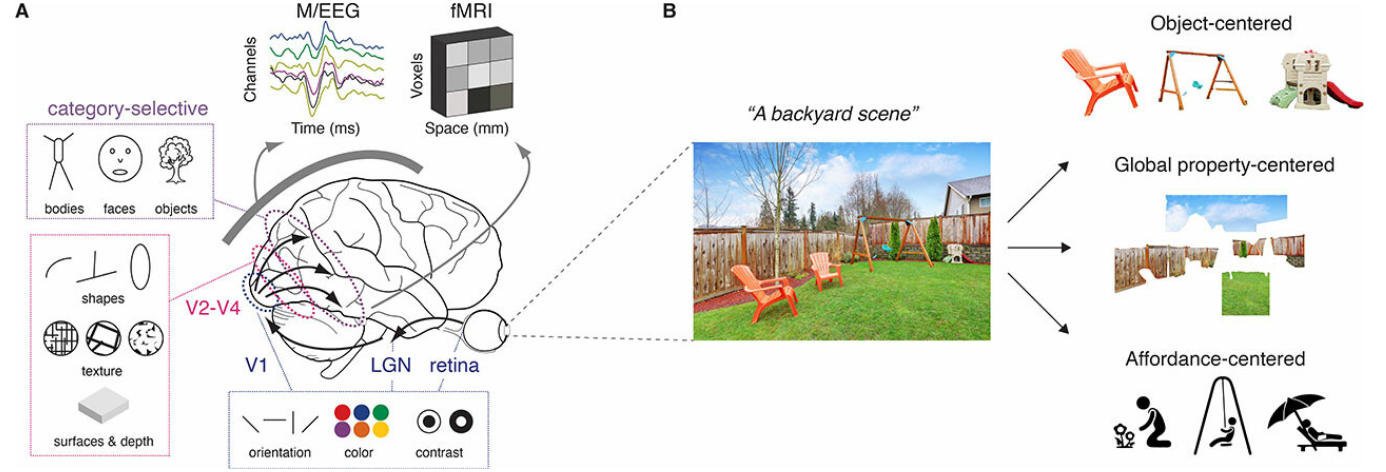 A
M/EEG
fMRI
Channels
Voxels
Time (ms)
Space (mm)
category-selective
bodies faces objects
shapes
texture
surfaces & depth
V2-V4
V1
LGN
retina
orientation color contrast
B
"A backyard scene"
Object-centered
Global property-centered
Affordance-centered